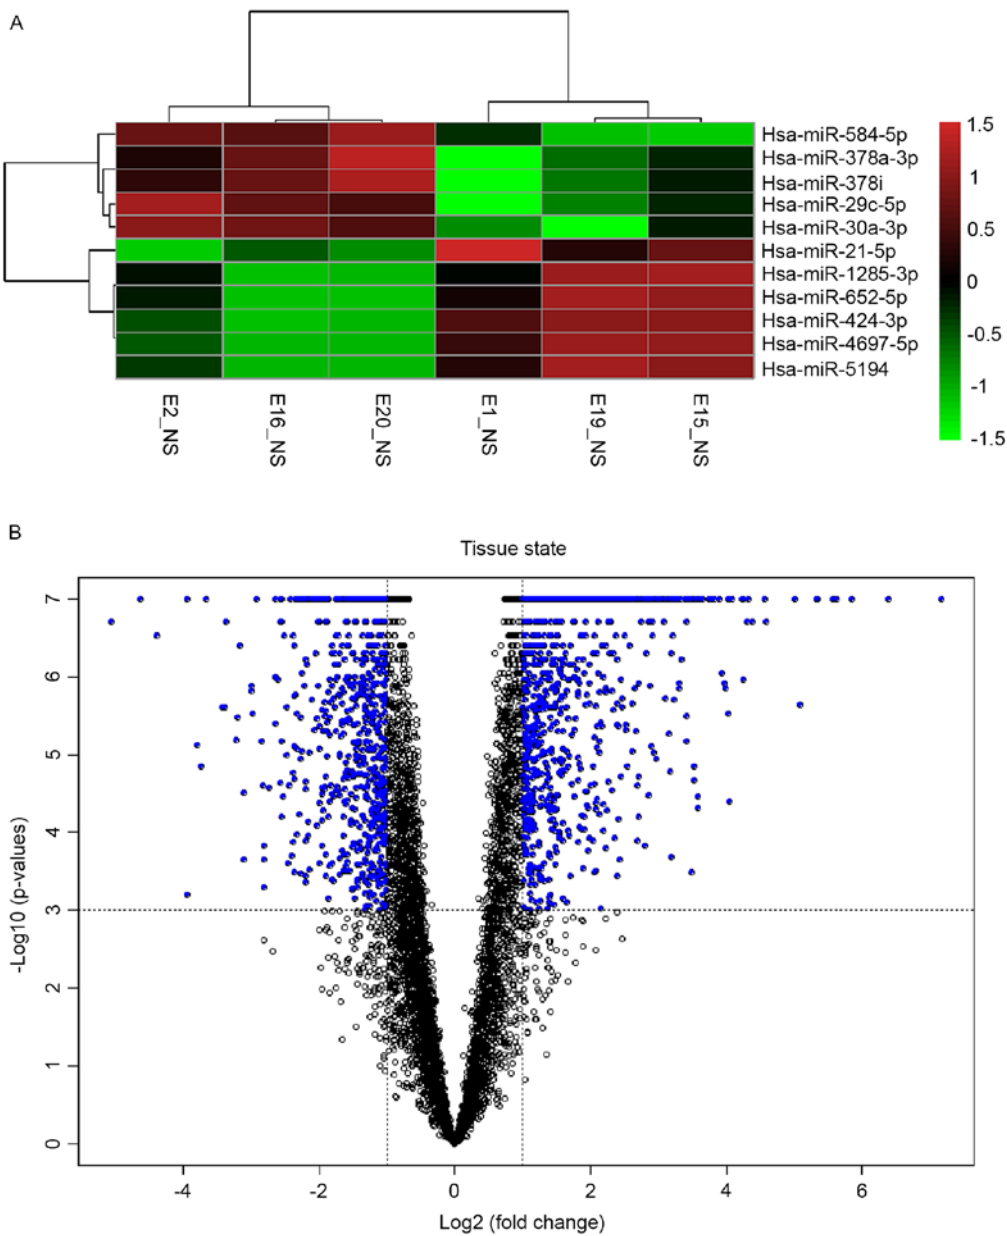 A
Hsa-miR-584-5p
Hsa-miR-378a-3p
Hsa-miR-378i
Hsa-miR-29c-5p
Hsa-miR-30a-3p
Hsa-miR-21-5p
Hsa-miR-1285-3p
Hsa-miR-652-5p
Hsa-miR-424-3p
Hsa-miR-4697-5p
Hsa-miR-5194
1.5
1
0.5
0
-0.5
-1
-1.5
E2_NS
E16_NS
E20_NS
E1_NS
E19_NS
E15_NS
B
Tissue state
-Log10 (p-values)
7
6
5
4
3
2
1
0
-4
-2
0
2
4
6
Log2 (fold change)